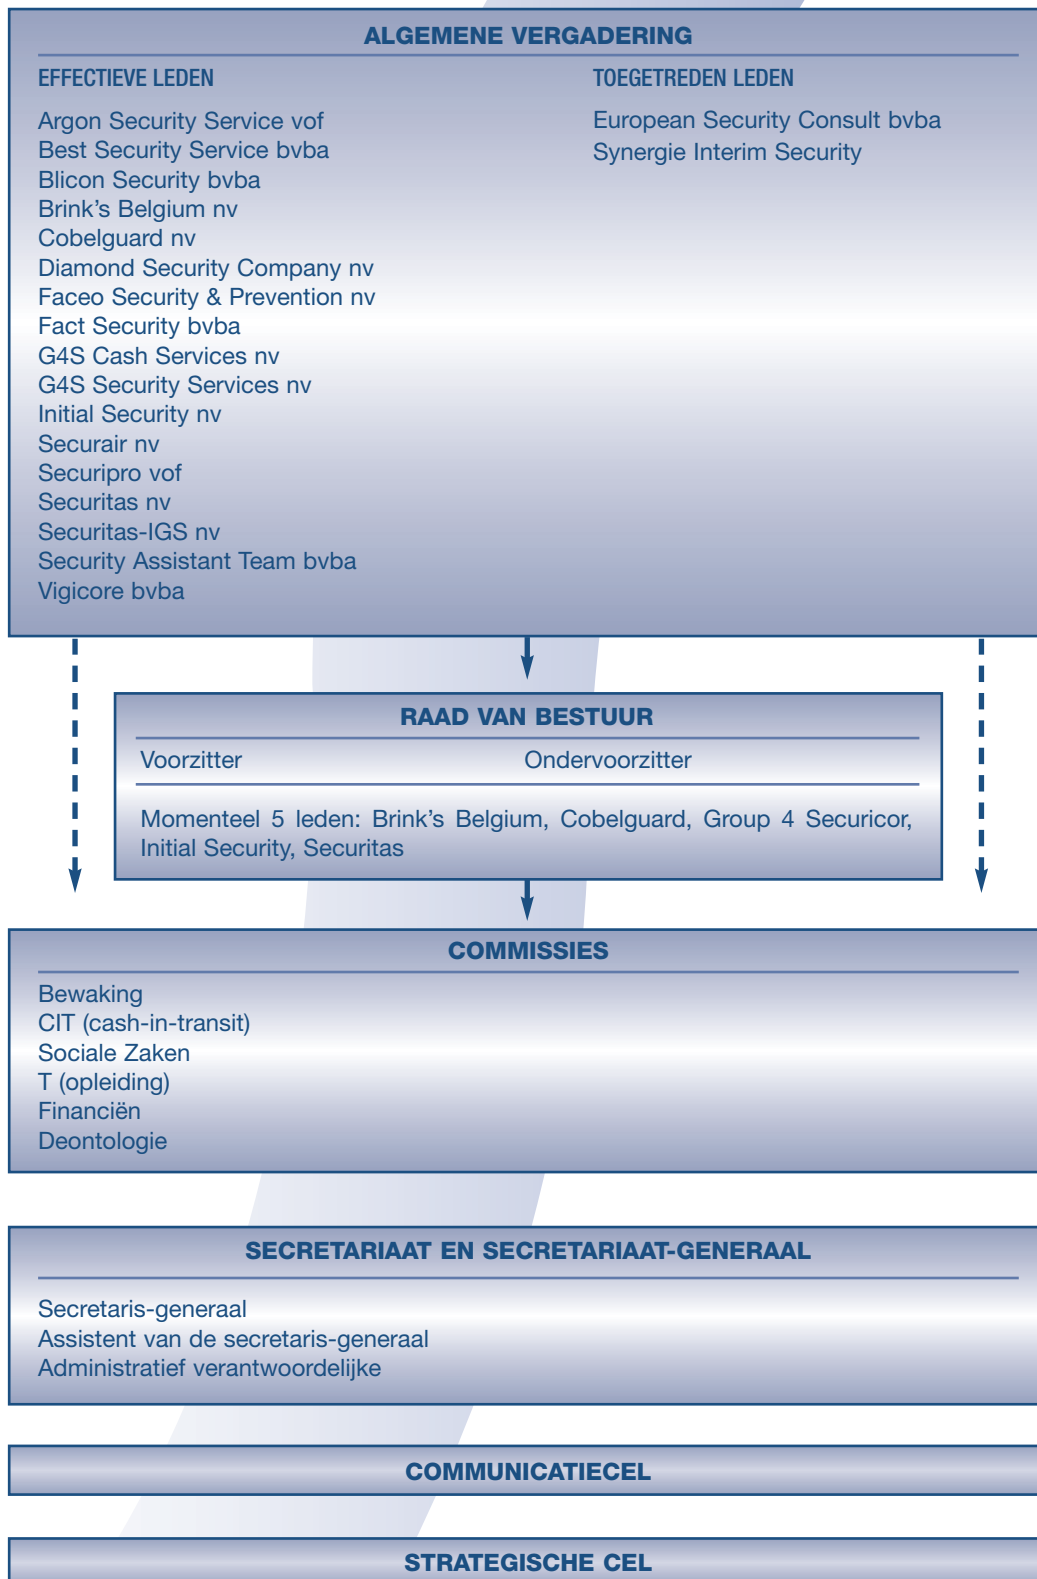 ALGEMENE VERGADERING
EFFECTIEVE LEDEN
Argon Security Service vof
Best Security Service bvba
Blicon Security bvba
Brink's Belgium nv
Cobelguard nv
Diamond Security Company nv
Faceo Security & Prevention nv
Fact Security bvba
G4S Cash Services nv
G4S Security Services nv
Initial Security nv
Securair nv
Securipro vof
Securitas nv
Securitas-IGS nv
Security Assistant Team bvba
Vigicore bvba
TOEGETREDEN LEDEN
European Security Consult bvba
Synergie Interim Security
RAAD VAN BESTUUR
Voorzitter
Ondervoorzitter
Momenteel 5 leden: Brink's Belgium, Cobelguard, Group 4 Securicor,
Initial Security, Securitas
COMMISSIES
Bewaking
CIT (cash-in-transit)
Sociale Zaken
T (opleiding)
Financiën
Deontologie
SECRETARIAAT EN SECRETARIAAT-GENERAAL
Secretaris-generaal
Assistent van de secretaris-generaal
Administratief verantwoordelijke
COMMUNICATIECEL
STRATEGISCHE CEL